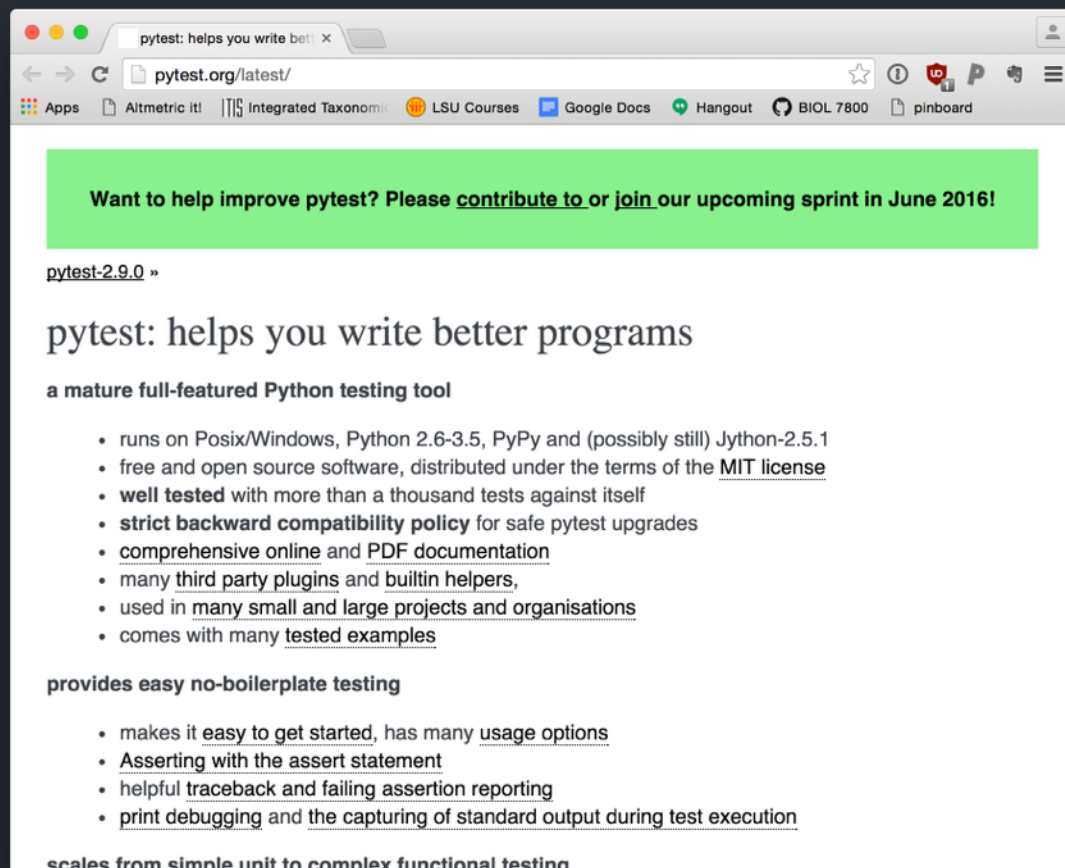 pytest: helps you write bet
pytest.org/latest/
Apps Altmetric it! ITIS Integrated Taxonomic LSU Courses Google Docs Hangout BIOL 7800 pinboard
Want to help improve pytest? Please contribute to or join our upcoming sprint in June 2016!
pytest-2.9.0 »
pytest: helps you write better programs
a mature full-featured Python testing tool
• runs on Posix/Windows, Python 2.6-3.5, PyPy and (possibly still) Jython-2.5.1
• free and open source software, distributed under the terms of the MIT license
• well tested with more than a thousand tests against itself
• strict backward compatibility policy for safe pytest upgrades
• comprehensive online and PDF documentation
• many third party plugins and builtin helpers,
• used in many small and large projects and organisations
• comes with many tested examples
provides easy no-boilerplate testing
• makes it easy to get started, has many usage options
• Asserting with the assert statement
• helpful traceback and failing assertion reporting
• print debugging and the capturing of standard output during test execution
scales from simple unit to complex functional testing